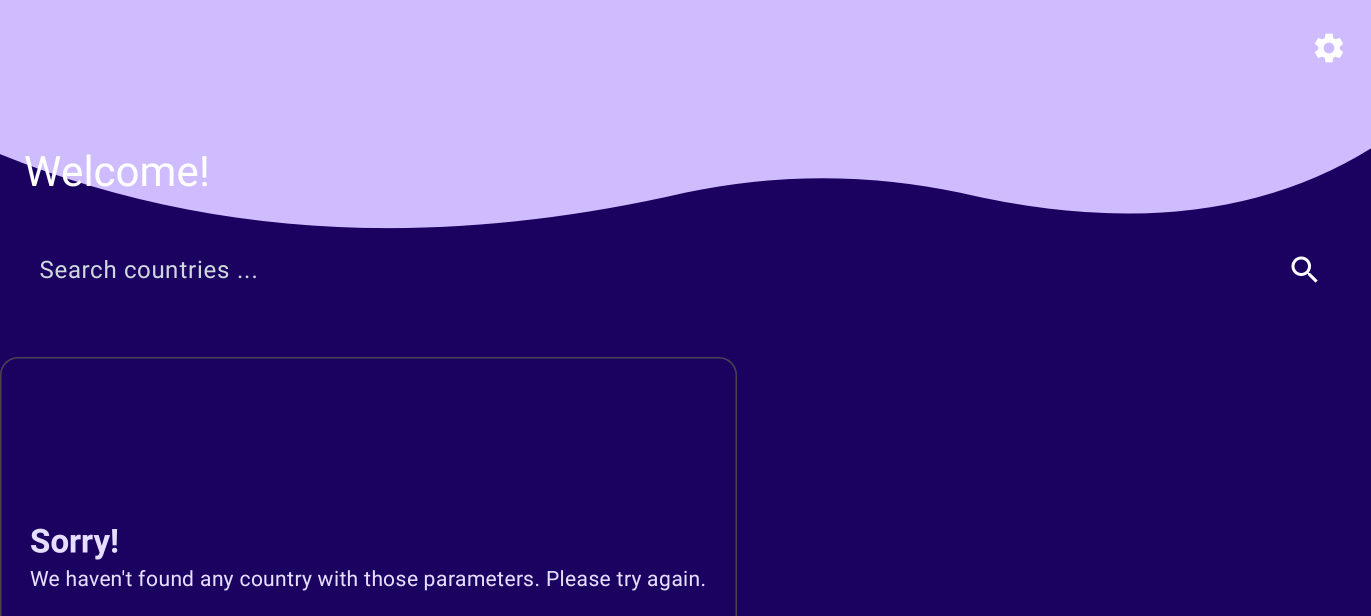 Welcome!
Search countries ...
Sorry!
We haven't found any country with those parameters. Please try again.